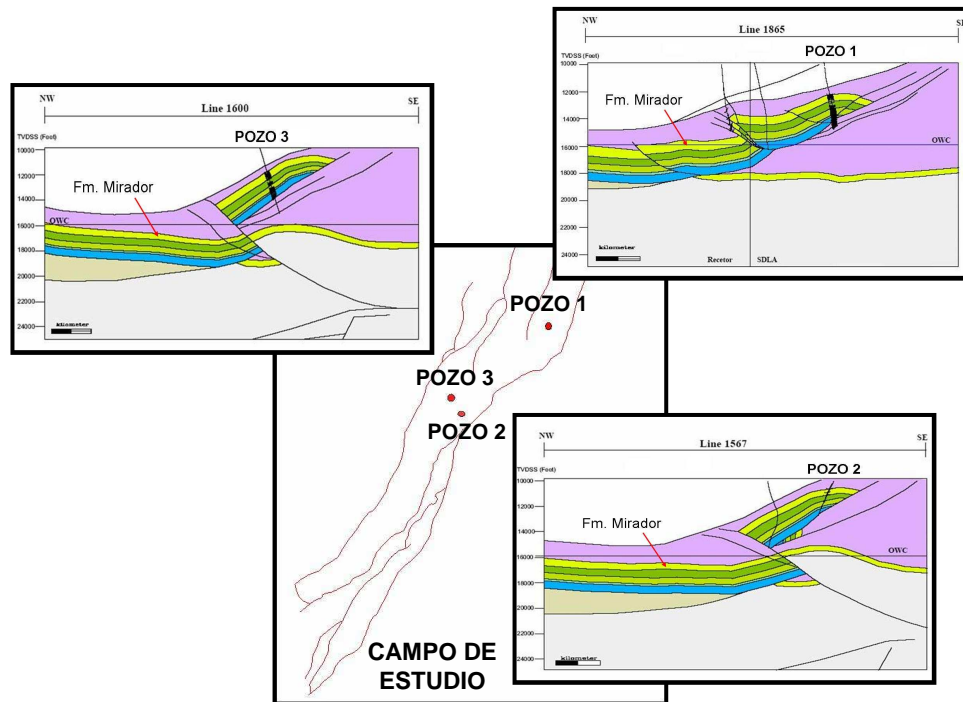 NW
SE
Line 1600
TVDSS (Foot)
POZO 3
10000
12000
14000
16000
18000
20000
22000
24000
Fm. Mirador
OWC
kilometer
NW
Line 1865
POZO 1
TVDSS (Foot)
10000
12000
14000
16000
18000
20000
22000
24000
Fm. Mirador
OWC
kilometer
Recetor
SDLA
POZO 1
POZO 3
POZO 2
CAMPO DE
ESTUDIO
NW
SE
Line 1567
TVDSS (Foot)
POZO 2
10000
12000
14000
16000
18000
20000
22000
24000
Fm. Mirador
OWC
kilometer